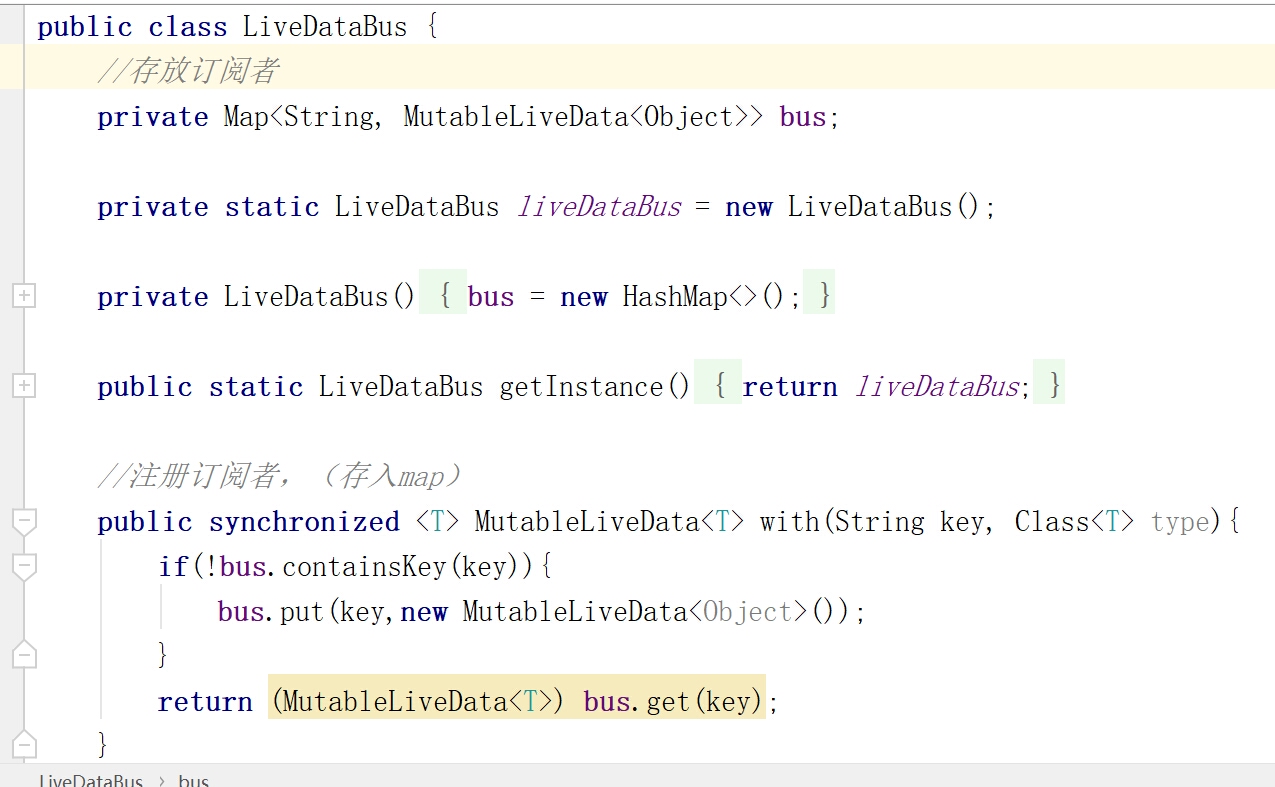 public class LiveDataBus {
//存放订阅者
private Map<String, MutableLiveData<Object>> bus;
private static LiveDataBus liveDataBus = new LiveDataBus();
private LiveDataBus() { bus = new HashMap<>(); }
public static LiveDataBus getInstance() { return liveDataBus; }
//注册订阅者，（存入map）
public synchronized <T> MutableLiveData<T> with(String key, Class<T> type){
if(!bus.containsKey(key)){
bus.put(key,new MutableLiveData<Object>());
}
return (MutableLiveData<T>) bus.get(key);
}
LiveDataBus › bus